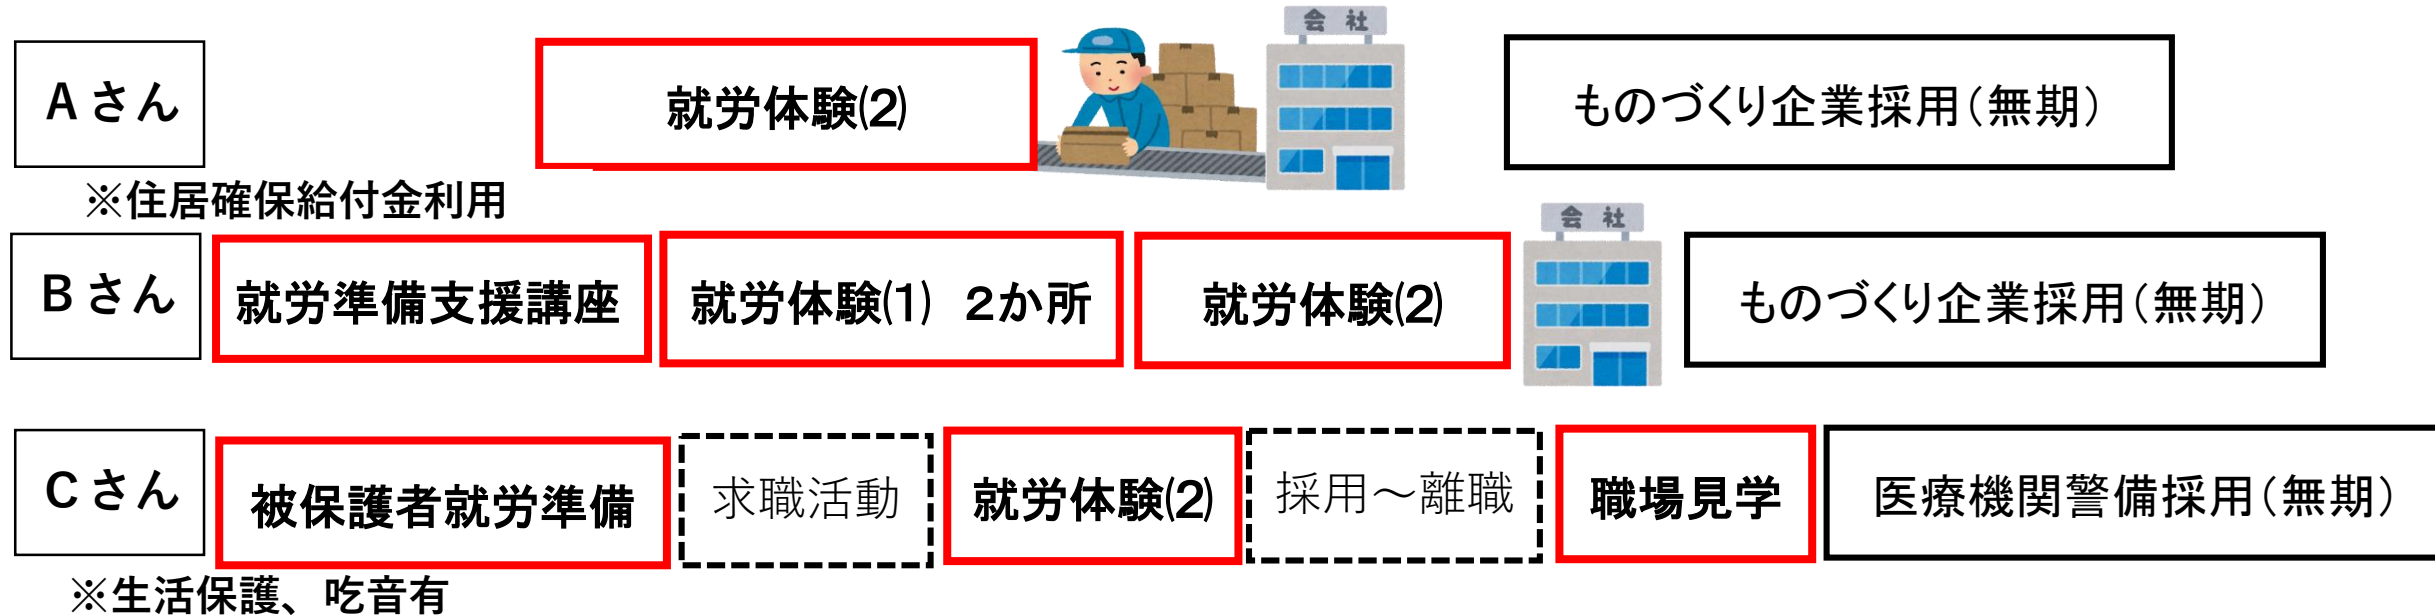 会社
Aさん
就労体験⑵
ものづくり企業採用（無期）
※住居確保給付金利用
会社
Bさん
就労準備支援講座
就労体験⑴　2か所
就労体験⑵
ものづくり企業採用（無期）
Cさん
被保護者就労準備
求職活動
就労体験⑵
採用～離職
職場見学
医療機関警備採用（無期）
※生活保護、吃音有